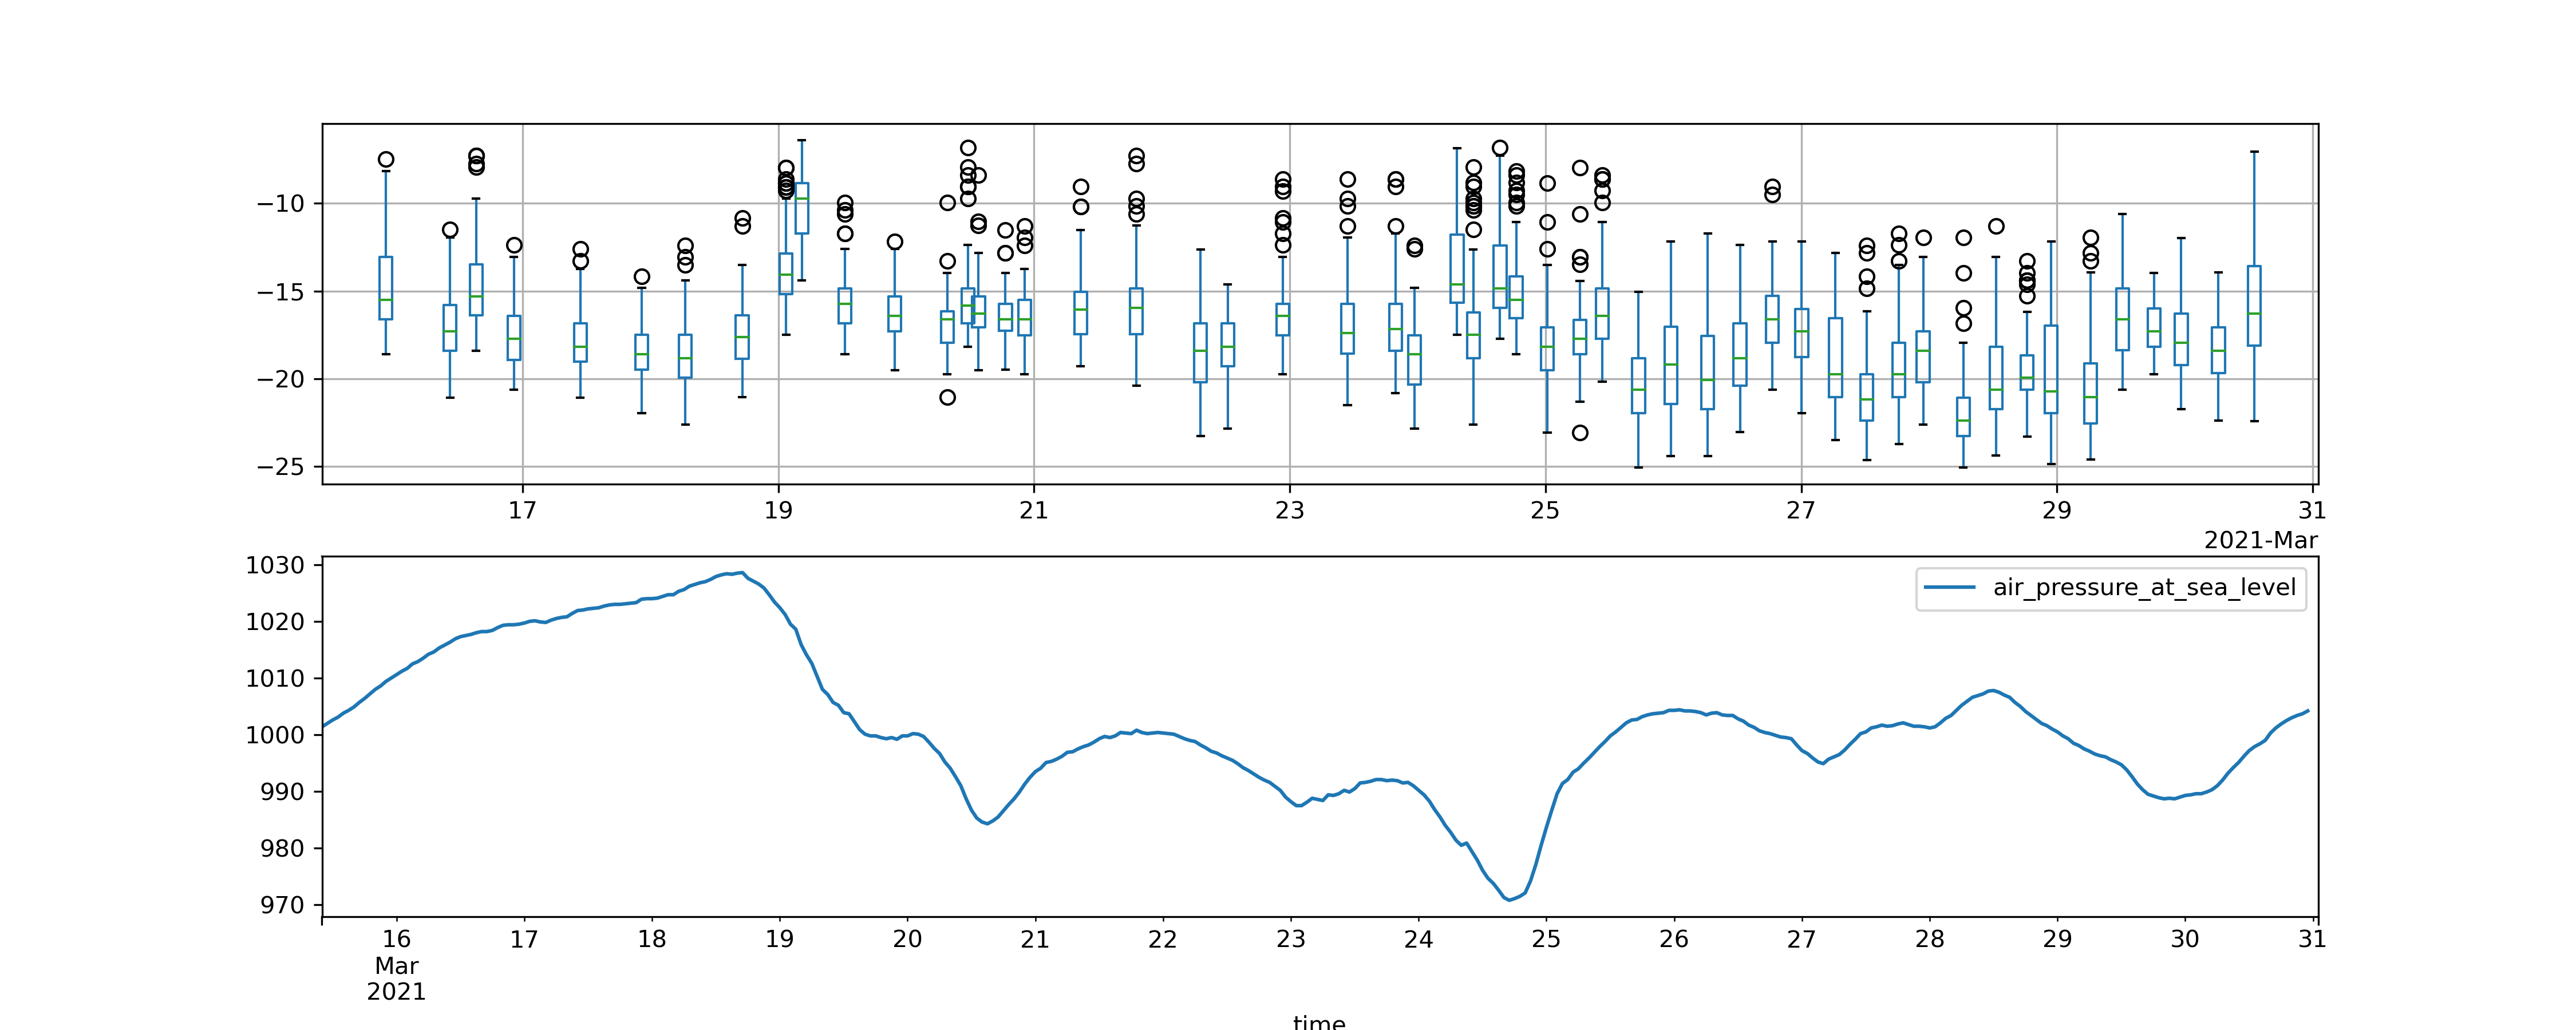 −10
−15
−20
−25
17 19 21 23 25 27 29 31
2021-Mar
1030
1020
1010
1000
990
980
970
air_pressure_at_sea_level
16 17 18 19 20 21 22 23 24 25 26 27 28 29 30 31
Mar
2021
time